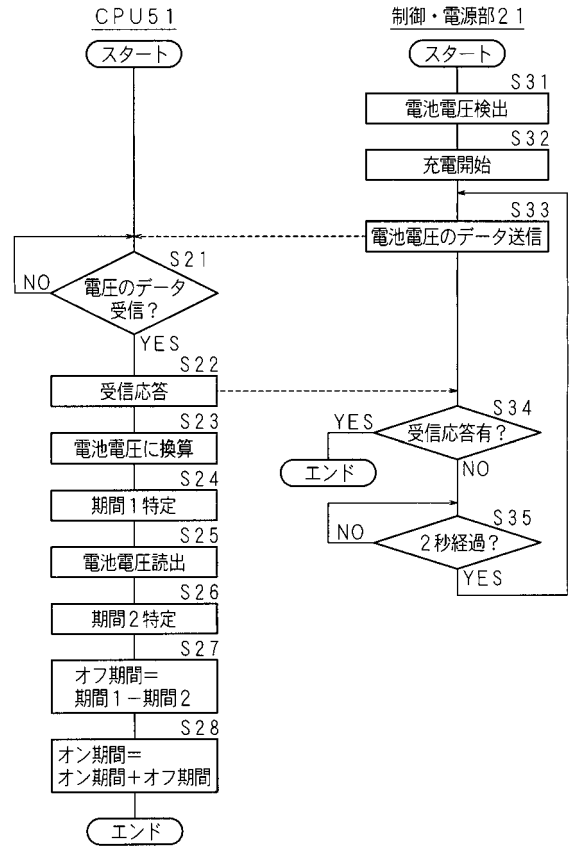 CPU51
スタート
S21
電圧のデータ
受信？
NO
YES
S22
受信応答
S23
電池電圧に換算
S24
期間1特定
S25
電池電圧読出
S26
期間2特定
S27
オフ期間＝
期間1－期間2
S28
オン期間＝
オン期間＋オフ期間
エンド
制御・電源部21
スタート
S31
電池電圧検出
S32
充電開始
S33
電池電圧のデータ送信
S34
受信応答有？
YES
エンド
NO
S35
2秒経過？
NO
YES